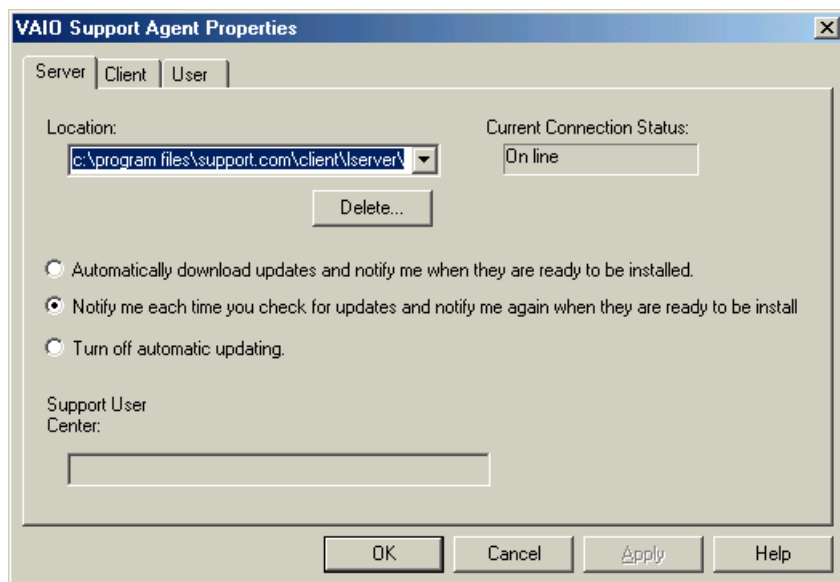 VAIO Support Agent Properties
Server Client User
Location: Current Connection Status:
c:\program files\support.com\client\lserver\ On line
Delete...
Automatically download updates and notify me when they are ready to be installed.
Notify me each time you check for updates and notify me again when they are ready to be install
Turn off automatic updating.
Support User
Center:
OK Cancel Apply Help